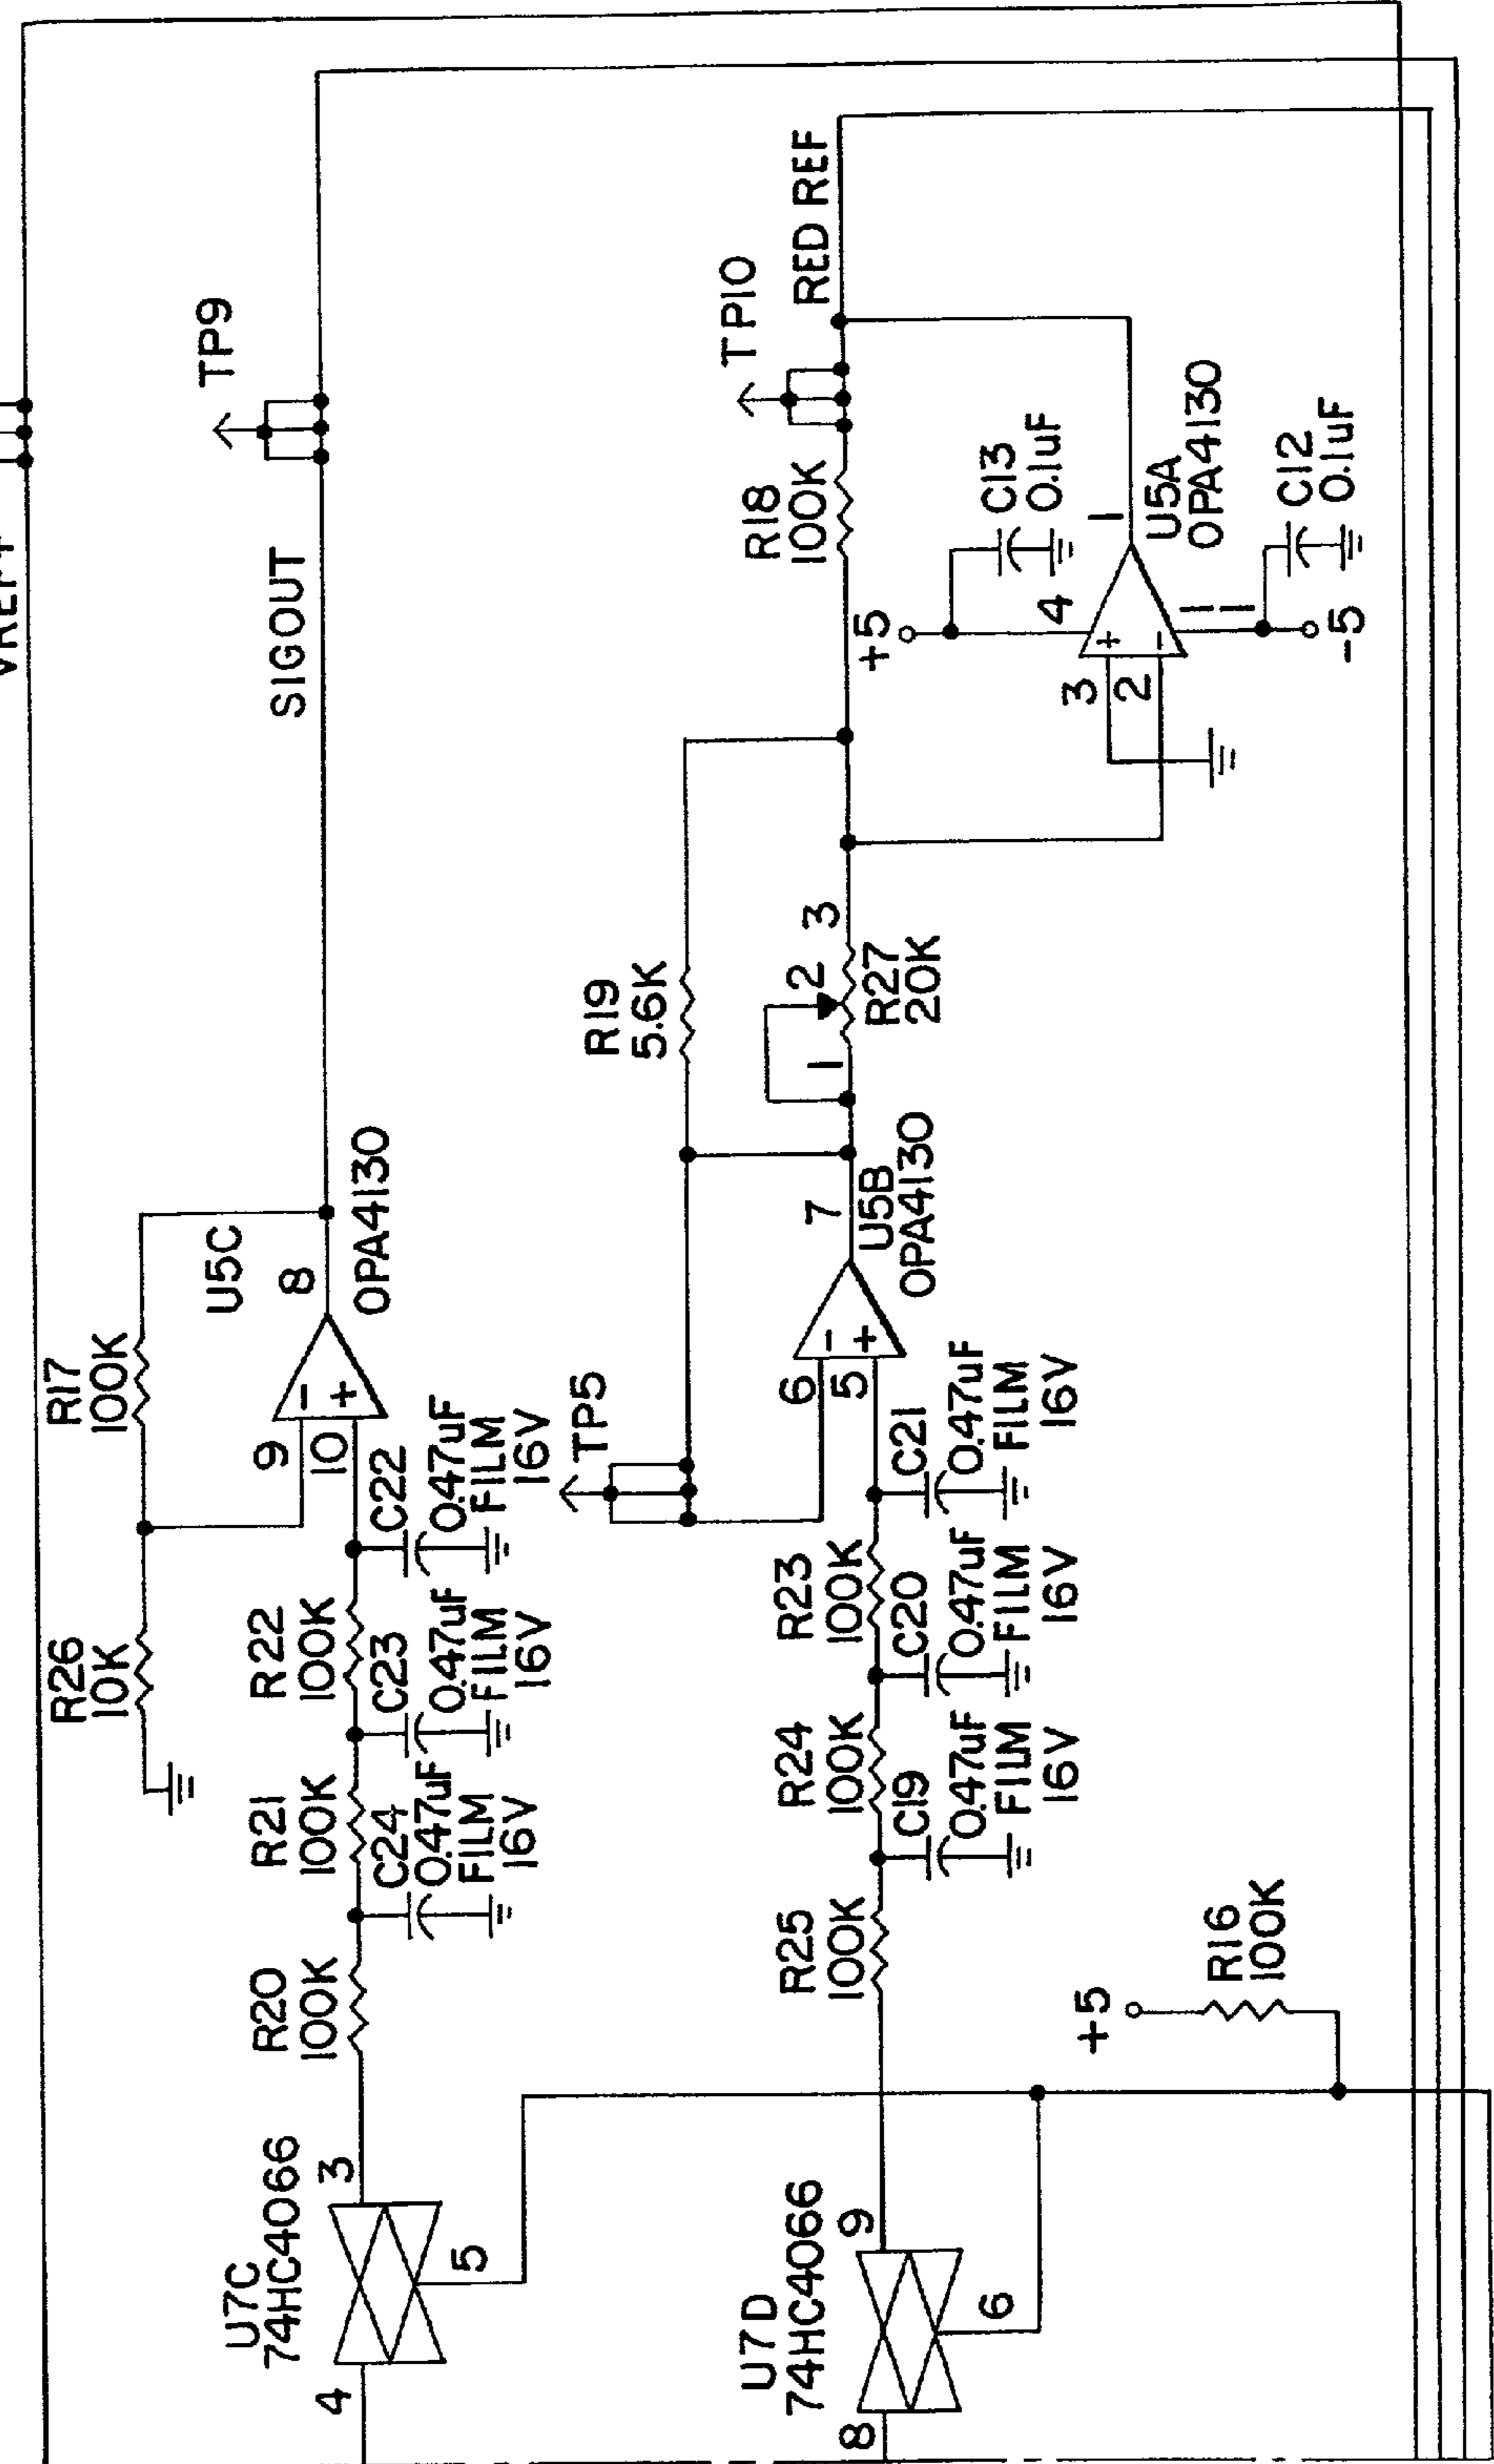 VREF+
TP9
SIGOUT
TP10
RED REF
R18
100K
C13
0.1uF
+5
4
3
2
+
-
1
U5A
OPA4130
11
-5
C12
0.1uF
R19
5.6K
2
3
1
R27
20K
R17
100K
U5C
8
OPA4130
9
10
-
+
R26
10K
C22
0.47uF
FILM
16V
R22
100K
C23
0.47uF
FILM
16V
R21
100K
C24
0.47uF
FILM
16V
R20
100K
U7C
74HC4066
3
4
5
TP5
7
U5B
OPA4130
6
5
-
+
C21
0.47uF
FILM
16V
R23
100K
C20
0.47uF
FILM
16V
R24
100K
C19
0.47uF
FILM
16V
R25
100K
+5
R16
100K
U7D
74HC4066
9
8
6